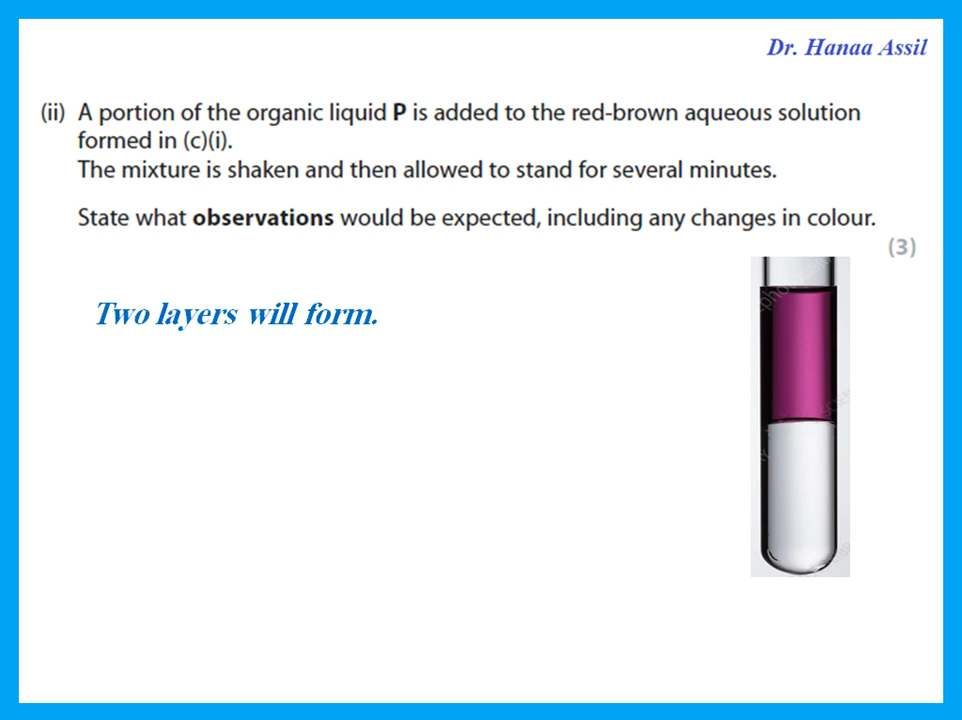 Dr. Hanaa Assil
(ii) A portion of the organic liquid P is added to the red-brown aqueous solution
formed in (c)(i).
The mixture is shaken and then allowed to stand for several minutes.
State what observations would be expected, including any changes in colour.
(3)
Two layers will form.